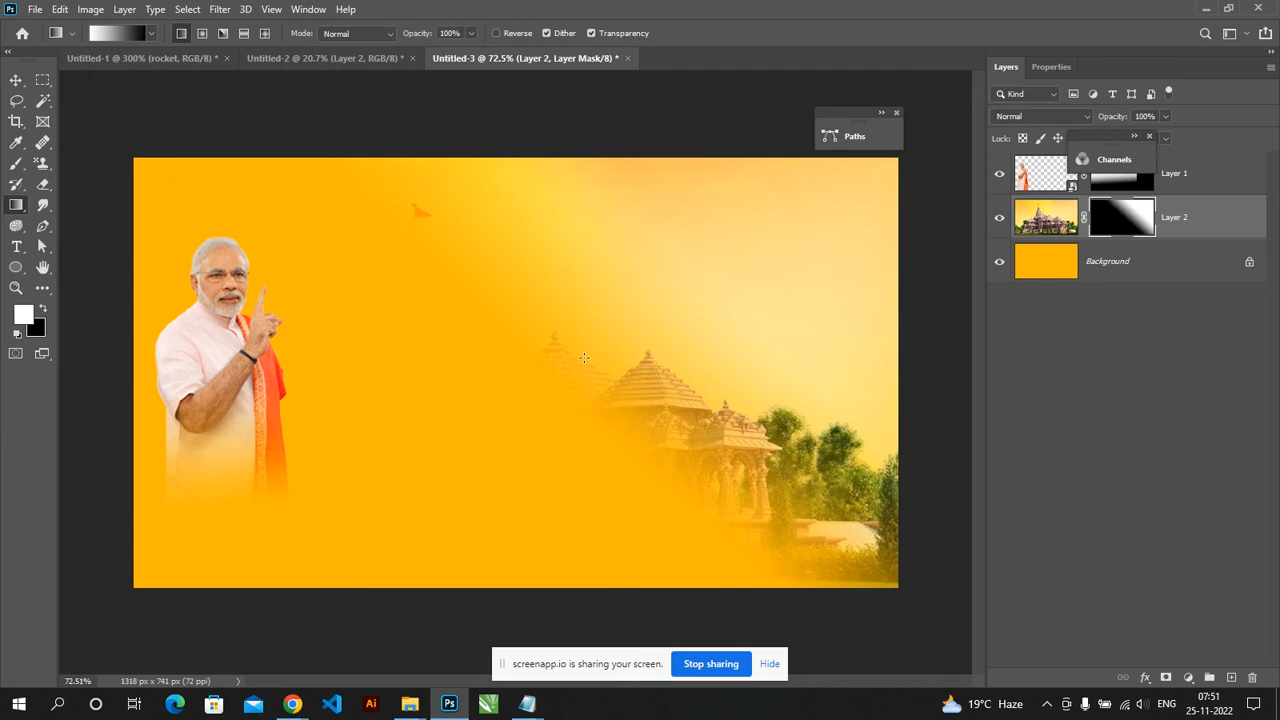 Ps File Edit Image Layer Type Select Filter 3D View Window Help
Mode: Normal Opacity: 100% Reverse Dither Transparency
Untitled-1 @ 300% (rocket, RGB/8) * × Untitled-2 @ 20.7% (Layer 2, RGB/8) * × Untitled-3 @ 72.5% (Layer 2, Layer Mask/8) * ×
Layers Properties
Kind
Paths
Normal Opacity: 100%
Lock:
Channels
Layer 1
Layer 2
Background
screenapp.io is sharing your screen. Stop sharing Hide
72.51% 1318 px x 741 px (72 ppi)
Ai Ps 19°C Haze ENG 07:51
25-11-2022